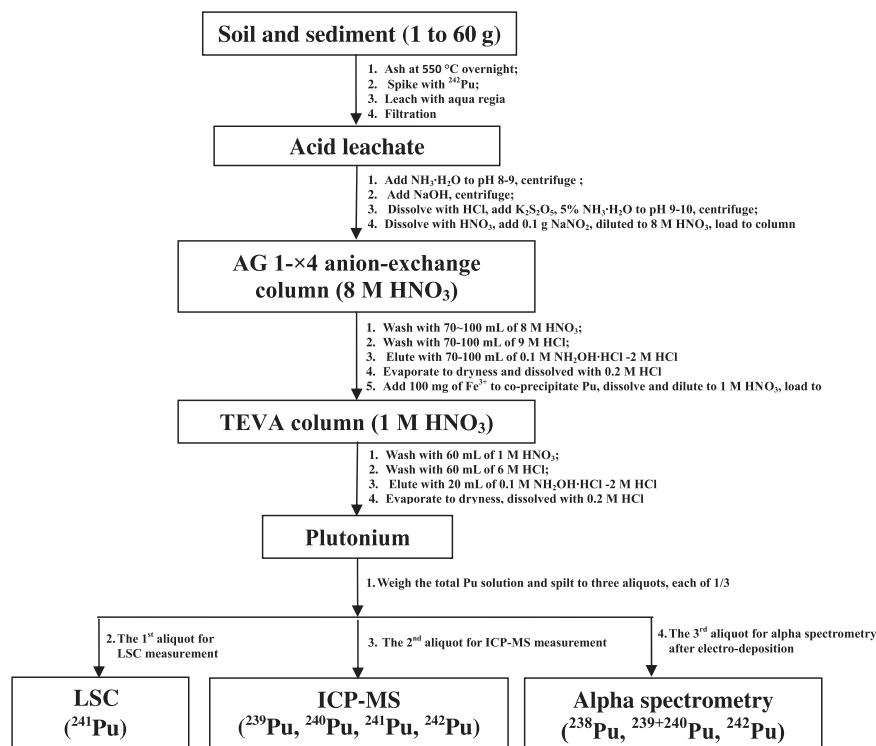 Soil and sediment (1 to 60 g)
1. Ash at 550 °C overnight;
2. Spike with ²⁴²Pu;
3. Leach with aqua regia
4. Filtration
Acid leachate
1. Add NH₃·H₂O to pH 8-9, centrifuge ;
2. Add NaOH, centrifuge;
3. Dissolve with HCl, add K₂S₂O₅, 5% NH₃·H₂O to pH 9-10, centrifuge;
4. Dissolve with HNO₃, add 0.1 g NaNO₂, diluted to 8 M HNO₃, load to column
AG 1-×4 anion-exchange
column (8 M HNO₃)
1. Wash with 70~100 mL of 8 M HNO₃;
2. Wash with 70-100 mL of 9 M HCl;
3. Elute with 70-100 mL of 0.1 M NH₂OH·HCl -2 M HCl
4. Evaporate to dryness and dissolved with 0.2 M HCl
5. Add 100 mg of Fe³⁺ to co-precipitate Pu, dissolve and dilute to 1 M HNO₃, load to
TEVA column (1 M HNO₃)
1. Wash with 60 mL of 1 M HNO₃;
2. Wash with 60 mL of 6 M HCl;
3. Elute with 20 mL of 0.1 M NH₂OH·HCl -2 M HCl
4. Evaporate to dryness, dissolved with 0.2 M HCl
Plutonium
1. Weigh the total Pu solution and spilt to three aliquots, each of 1/3
2. The 1ˢᵗ aliquot for
LSC measurement
3. The 2ⁿᵈ aliquot for ICP-MS measurement
4. The 3ʳᵈ aliquot for alpha spectrometry
after electro-deposition
LSC
(²⁴¹Pu)
ICP-MS
(²³⁹Pu, ²⁴⁰Pu, ²⁴¹Pu, ²⁴²Pu)
Alpha spectrometry
(²³⁸Pu, ²³⁹⁺²⁴⁰Pu, ²⁴²Pu)